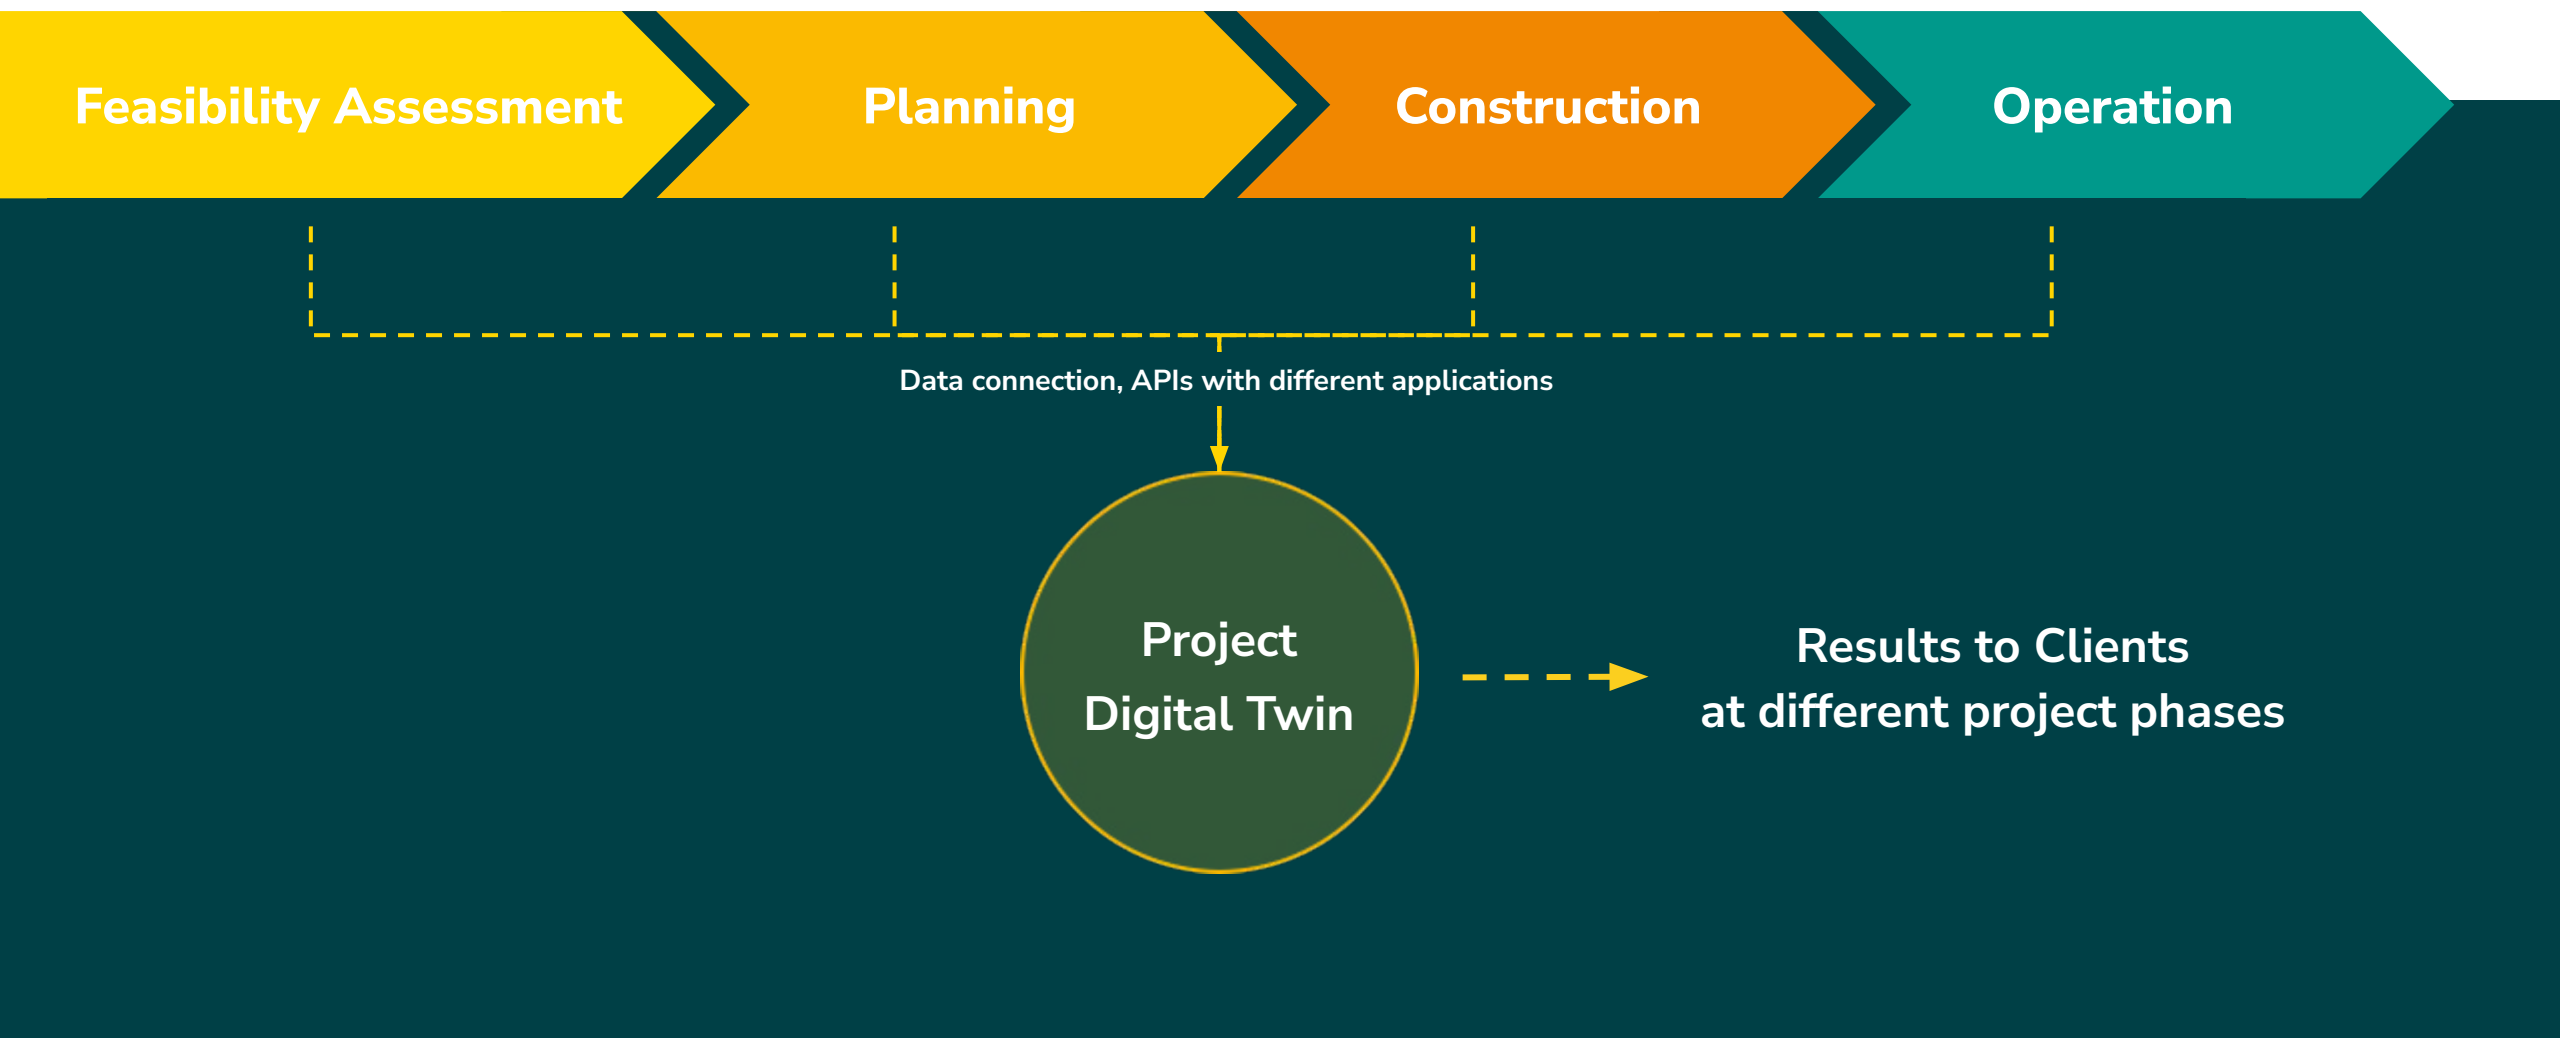 Feasibility Assessment
Planning
Construction
Operation
Data connection, APIs with different applications
Project
Digital Twin
Results to Clients
at different project phases